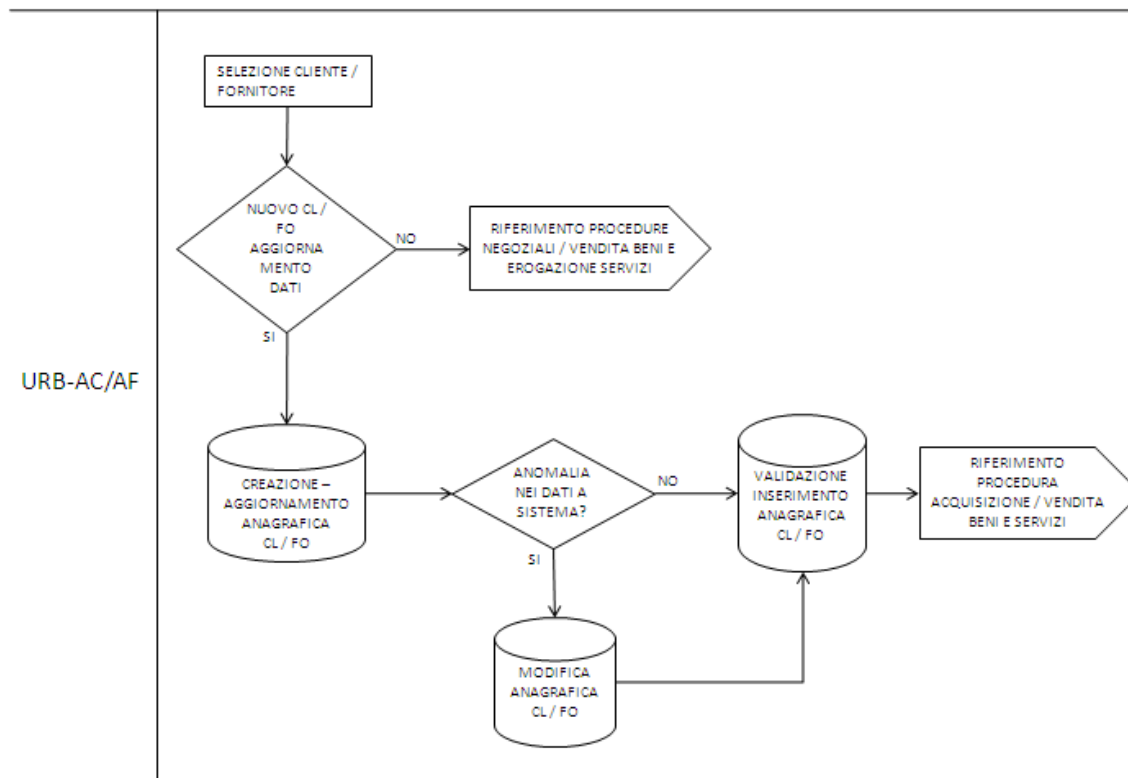 SELEZIONE CLIENTE /
FORNITORE
NUOVO CL /
FO
AGGIORNA
MENTO
DATI
NO
RIFERIMENTO PROCEDURE
NEGOZIALI / VENDITA BENI E
EROGAZIONE SERVIZI
SI
URB-AC/AF
CREAZIONE –
AGGIORNAMENTO
ANAGRAFICA
CL / FO
ANOMALIA
NEI DATI A
SISTEMA?
NO
VALIDAZIONE
INSERIMENTO
ANAGRAFICA
CL / FO
RIFERIMENTO
PROCEDURA
ACQUISIZIONE / VENDITA
BENI E SERVIZI
SI
MODIFICA
ANAGRAFICA
CL / FO